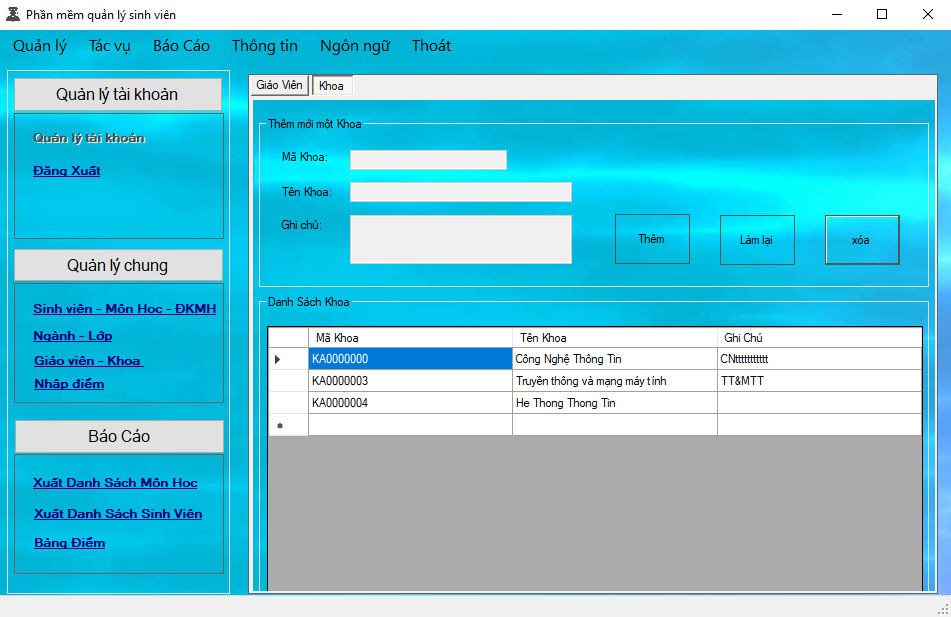 Phần mềm quản lý sinh viên
Quản lý Tác vụ Báo Cáo Thông tin Ngôn ngữ Thoát
Quản lý tài khoản
Quản lý tài khoản
Đăng Xuất
Quản lý chung
Sinh viên - Môn Học - ĐKMH
Ngành - Lớp
Giáo viên - Khoa
Nhập điểm
Báo Cáo
Xuất Danh Sách Môn Học
Xuất Danh Sách Sinh Viên
Bảng Điểm
Giáo Viên Khoa
Thêm mới một Khoa
Mã Khoa:
Tên Khoa:
Ghi chú:
Thêm Làm lại xóa
Danh Sách Khoa
Mã Khoa Tên Khoa Ghi Chú
KA0000000 Công Nghệ Thông Tin CNttttttttttt
KA0000003 Truyền thông và mạng máy tính TT&MTT
KA0000004 He Thong Thong Tin